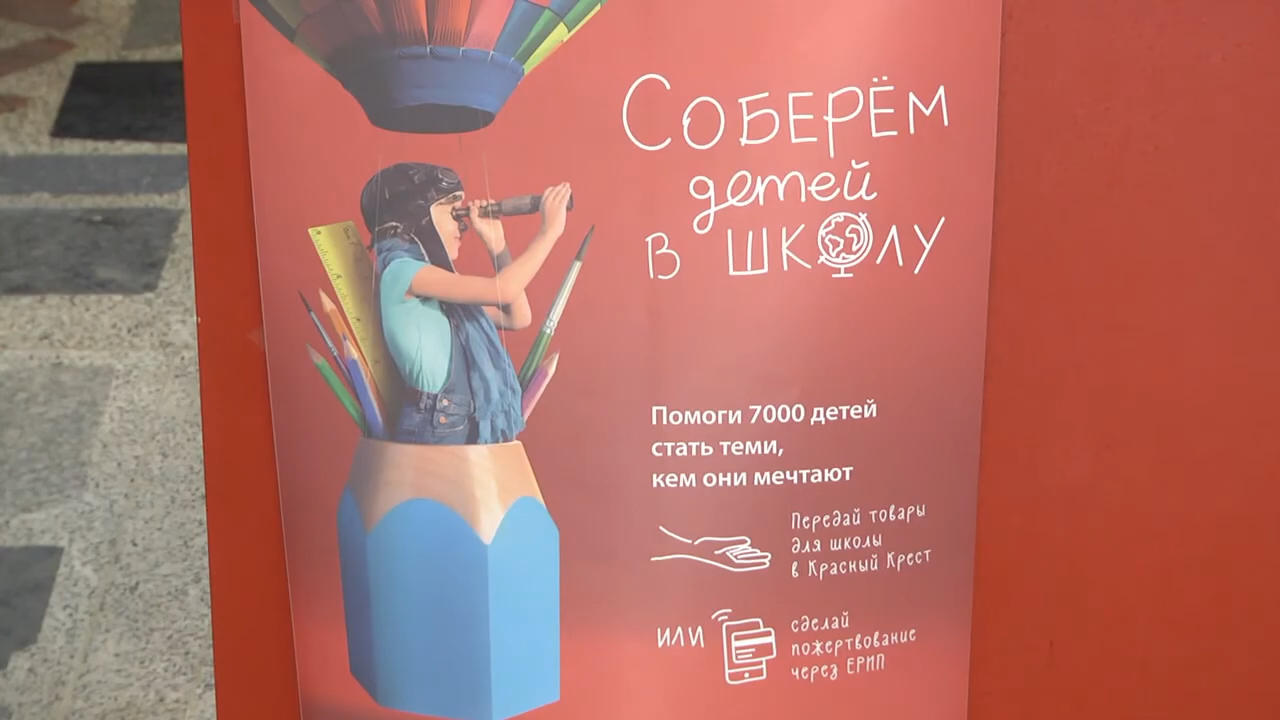 СОБЕРЁМ
детей
В ШКОЛУ
Помоги 7000 детей
стать теми,
кем они мечтают
Передай товары
для школы
в Красный Крест
ИЛИ
сделай
пожертвование
через ЕРИП